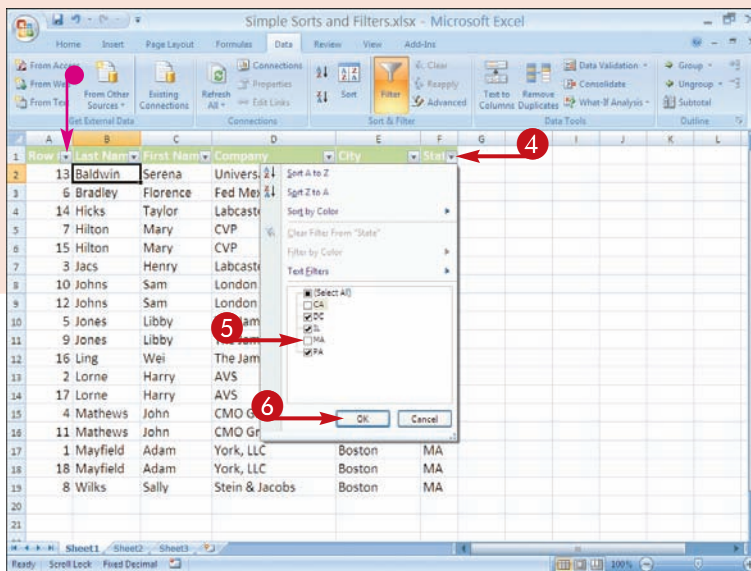 Simple Sorts and Filters.xlsx - Microsoft Excel
Home Insert Page Layout Formulas Data Review View Add-Ins
From Access
From Web
From Text
From Other Sources
Existing Connections
Get External Data
Refresh All
Connections
Properties
Edit Links
Connections
Sort
Filter
Clear
Reapply
Advanced
Sort & Filter
Text to Columns
Remove Duplicates
Data Validation
Consolidate
What-If Analysis
Data Tools
Group
Ungroup
Subtotal
Outline
A B C D E F G I J K L
1 Row Last Nam First Nam Company City Stat
4
2 13 Baldwin Serena Univers
3 6 Bradley Florence Fed Mex
4 14 Hicks Taylor Labcast
5 7 Hilton Mary CVP
6 15 Hilton Mary CVP
7 3 Jacs Henry Labcast
8 10 Johns Sam London
9 12 Johns Sam London
10 5 Jones Libby
11 9 Jones Libby The Jam
12 16 Ling Wei The Jam
13 2 Lorne Harry AVS
14 17 Lorne Harry AVS
15 4 Mathews John CMO G
16 11 Mathews John CMO Gr
17 1 Mayfield Adam York, LLC Boston MA
18 18 Mayfield Adam York, LLC Boston MA
19 8 Wilks Sally Stein & Jacobs Boston MA
20
21
Sort A to Z
Sort Z to A
Sort by Color
Clear Filter From "State"
Filter by Color
Text Filters
(Select All)
CA
DC
IL
MA
PA
5
6
OK Cancel
Sheet1 Sheet2 Sheet3
Ready Scroll Lock Fixed Decimal 100%